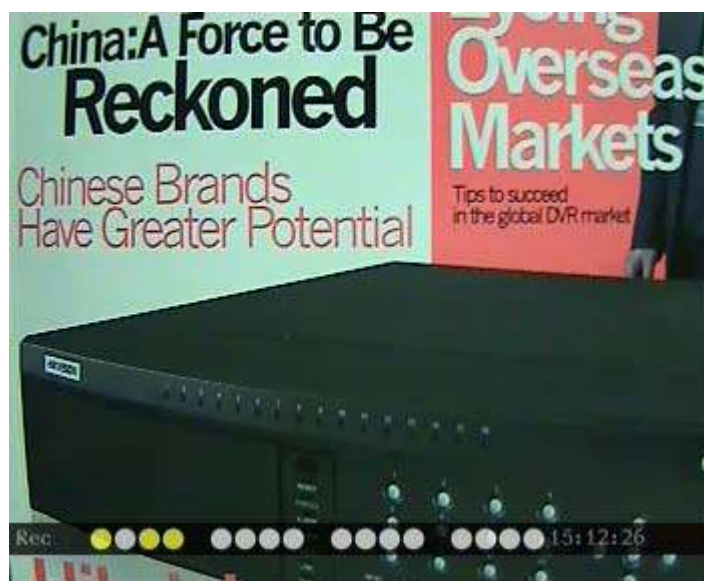 China:A Force to Be
Reckoned
Chinese Brands
Have Greater Potential
Eyeing
Overseas
Markets
Tips to succeed
in the global DVR market
Rec
15:12:26